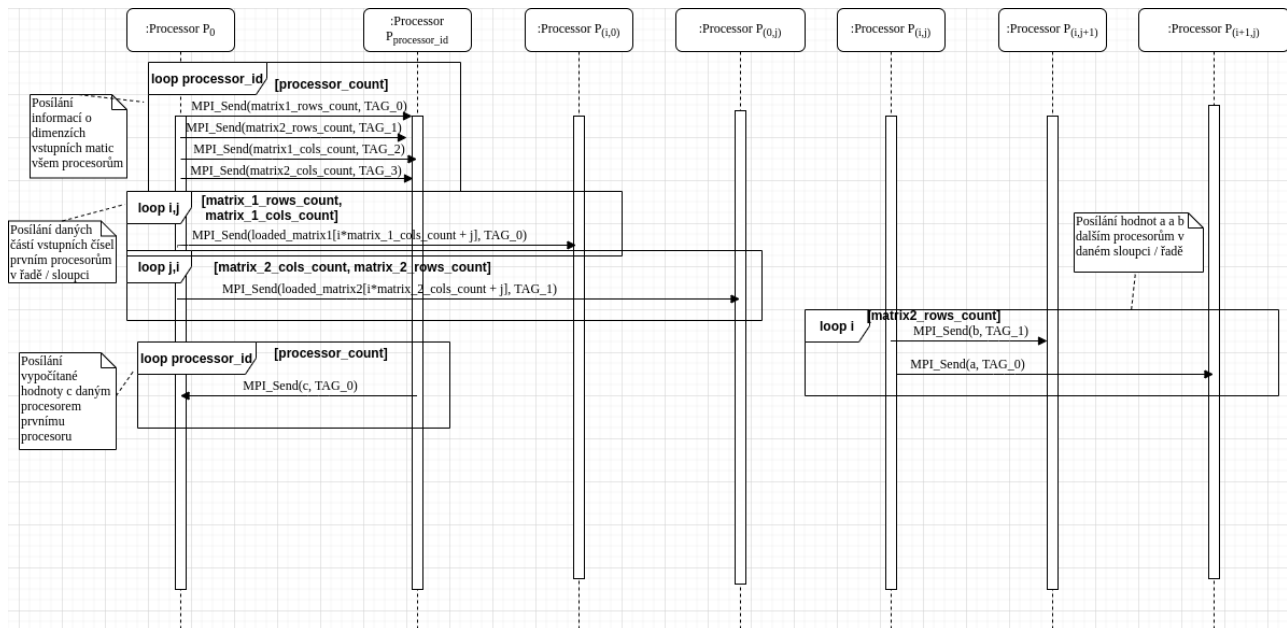 :Processor P0
:Processor
Pprocessor_id
:Processor P(i,0)
:Processor P(0,j)
:Processor P(i,j)
:Processor P(i,j+1)
:Processor P(i+1,j)
loop processor_id
[processor_count]
Posílání
informací o
dimenzích
vstupních matic
všem procesorům
MPI_Send(matrix1_rows_count, TAG_0)
MPI_Send(matrix2_rows_count, TAG_1)
MPI_Send(matrix1_cols_count, TAG_2)
MPI_Send(matrix2_cols_count, TAG_3)
loop i,j
[matrix_1_rows_count,
matrix_1_cols_count]
Posílání daných
částí vstupních čísel
prvním procesorům
v řadě / sloupci
MPI_Send(loaded_matrix1[i*matrix_1_cols_count + j], TAG_0)
loop j,i
[matrix_2_cols_count, matrix_2_rows_count]
MPI_Send(loaded_matrix2[i*matrix_2_cols_count + j], TAG_1)
Posílání hodnot a a b
dalším procesorům v
daném sloupci / řadě
loop i
[matrix2_rows_count]
MPI_Send(b, TAG_1)
MPI_Send(a, TAG_0)
loop processor_id
[processor_count]
Posílání
vypočítané
hodnoty c daným
procesorem
prvnímu
procesoru
MPI_Send(c, TAG_0)